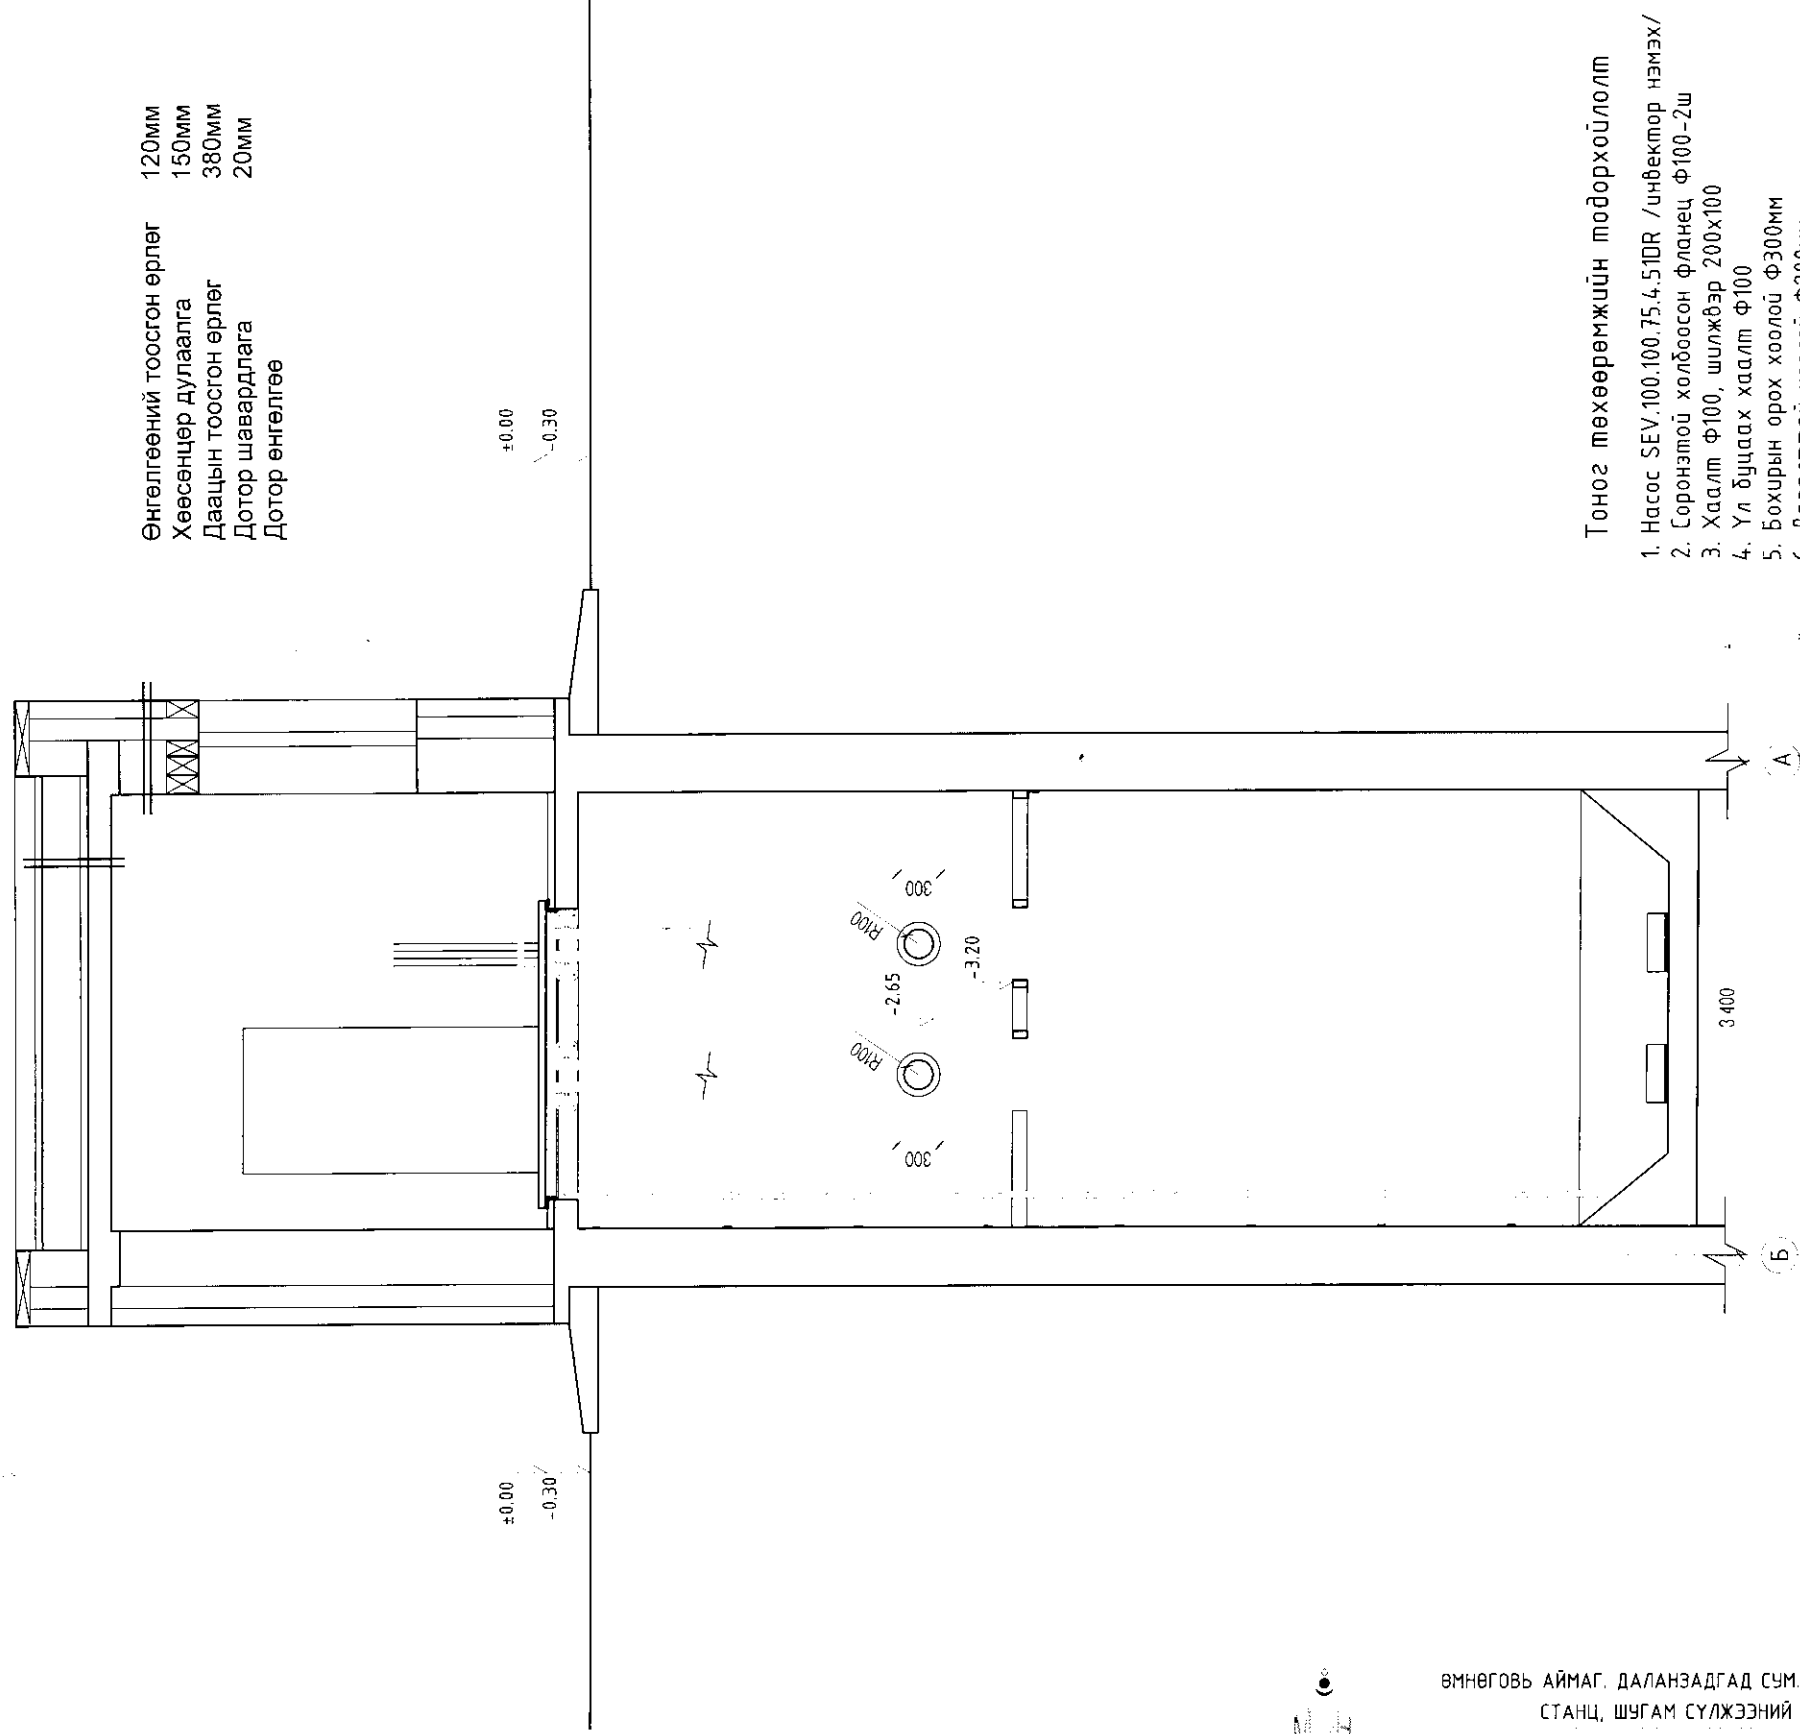 Өнгөлгөөний тоосгон өрлөг 120мм
Хөөсөнцөр дулаалга 150мм
Даацын тоосгон өрлөг 380мм
Дотор шавардлага 20мм
Дотор өнгөлгөө
±0.00
-0.30
±0.00
-0.30
R100
R100
300
300
-2.65
-3.20
3400
А
Б
Тоног төхөөрөмжийн тодорхойлолт
1. Насос SEV.100.100.75.4.51DR /инвектор нэмэх/
2. Соронзтой холбоосон фланец Ф100-2ш
3. Хаалт Ф100, шилжвэр 200х100
4. Үл буцаах хаалт Ф100
5. Бохирын орох хоолой Ф300мм
ӨМНӨГОВЬ АЙМАГ. ДАЛАНЗАДГАД СУМ.
СТАНЦ, ШУГАМ СҮЛЖЭЭНИЙ